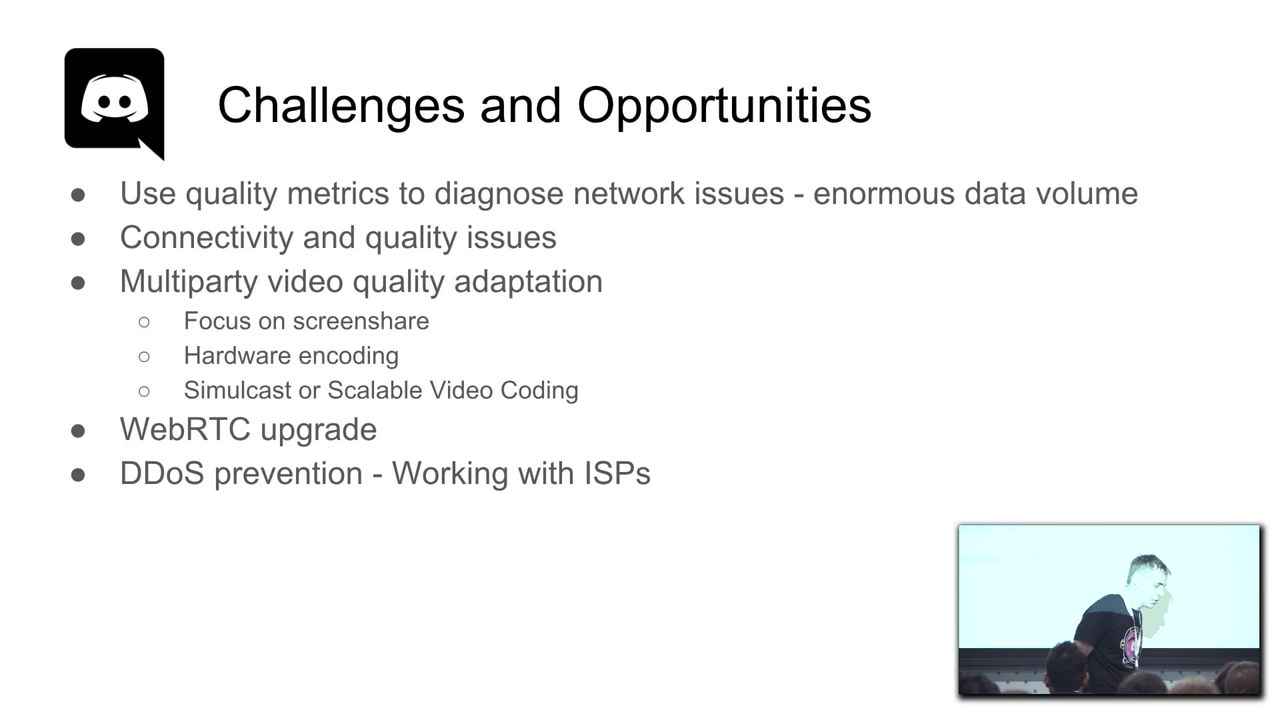 Challenges and Opportunities
Use quality metrics to diagnose network issues - enormous data volume
Connectivity and quality issues
Multiparty video quality adaptation
Focus on screenshare
Hardware encoding
Simulcast or Scalable Video Coding
WebRTC upgrade
DDoS prevention - Working with ISPs